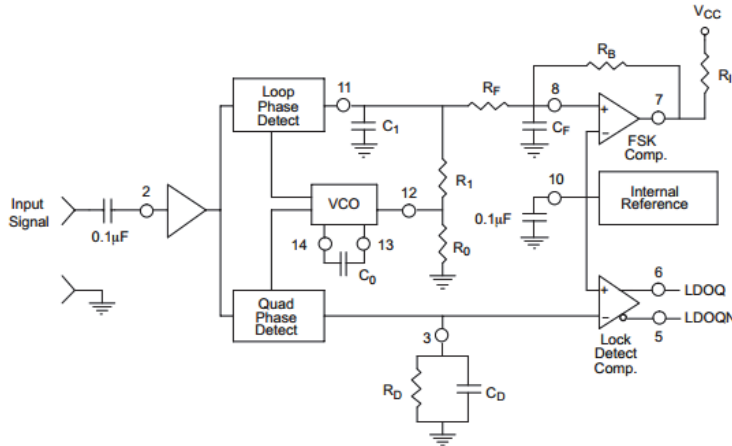 VCC
RB
Loop
Phase
Detect
11
RF
8
7
C1
CF
FSK
Comp.
R1
Input
Signal
0.1µF
2
VCO
12
10
Internal
Reference
14
13
C0
R0
0.1µF
Quad
Phase
Detect
3
6
LDOQ
LDOQN
5
Lock
Detect
Comp.
RD
CD